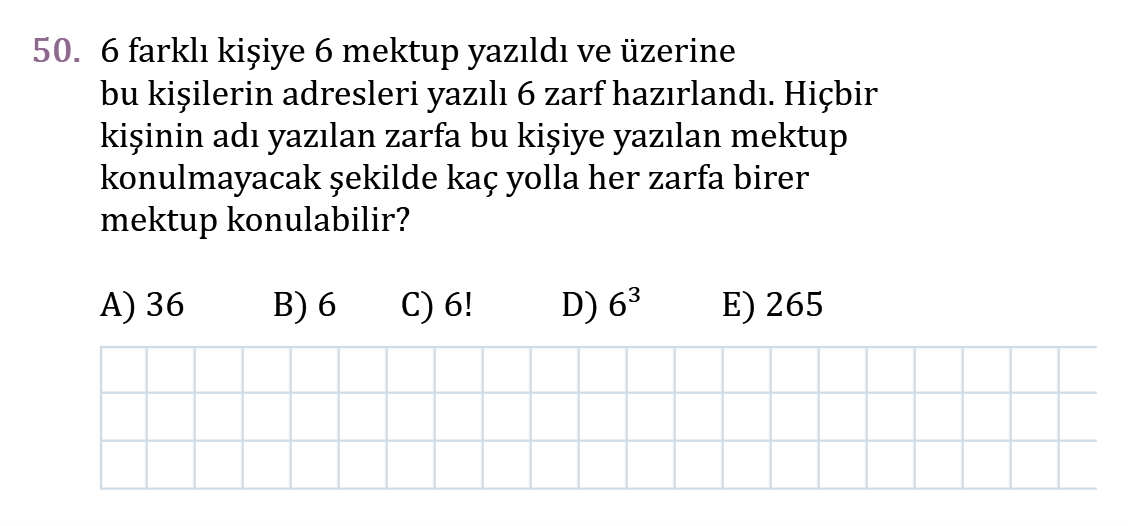 50. 6 farklı kişiye 6 mektup yazıldı ve üzerine
bu kişilerin adresleri yazılı 6 zarf hazırlandı. Hiçbir
kişinin adı yazılan zarfa bu kişiye yazılan mektup
konulmayacak şekilde kaç yolla her zarfa birer
mektup konulabilir?
A) 36 B) 6 C) 6! D) 6³ E) 265